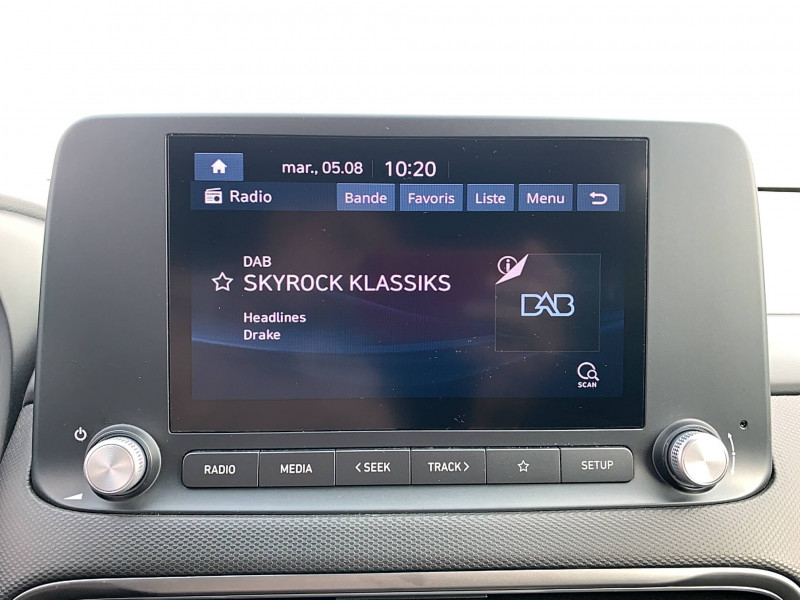 mar., 05.08 10:20
Radio Bande Favoris Liste Menu
DAB
SKYROCK KLASSIKS
Headlines
Drake
DAB
SCAN
RADIO MEDIA < SEEK TRACK > SETUP